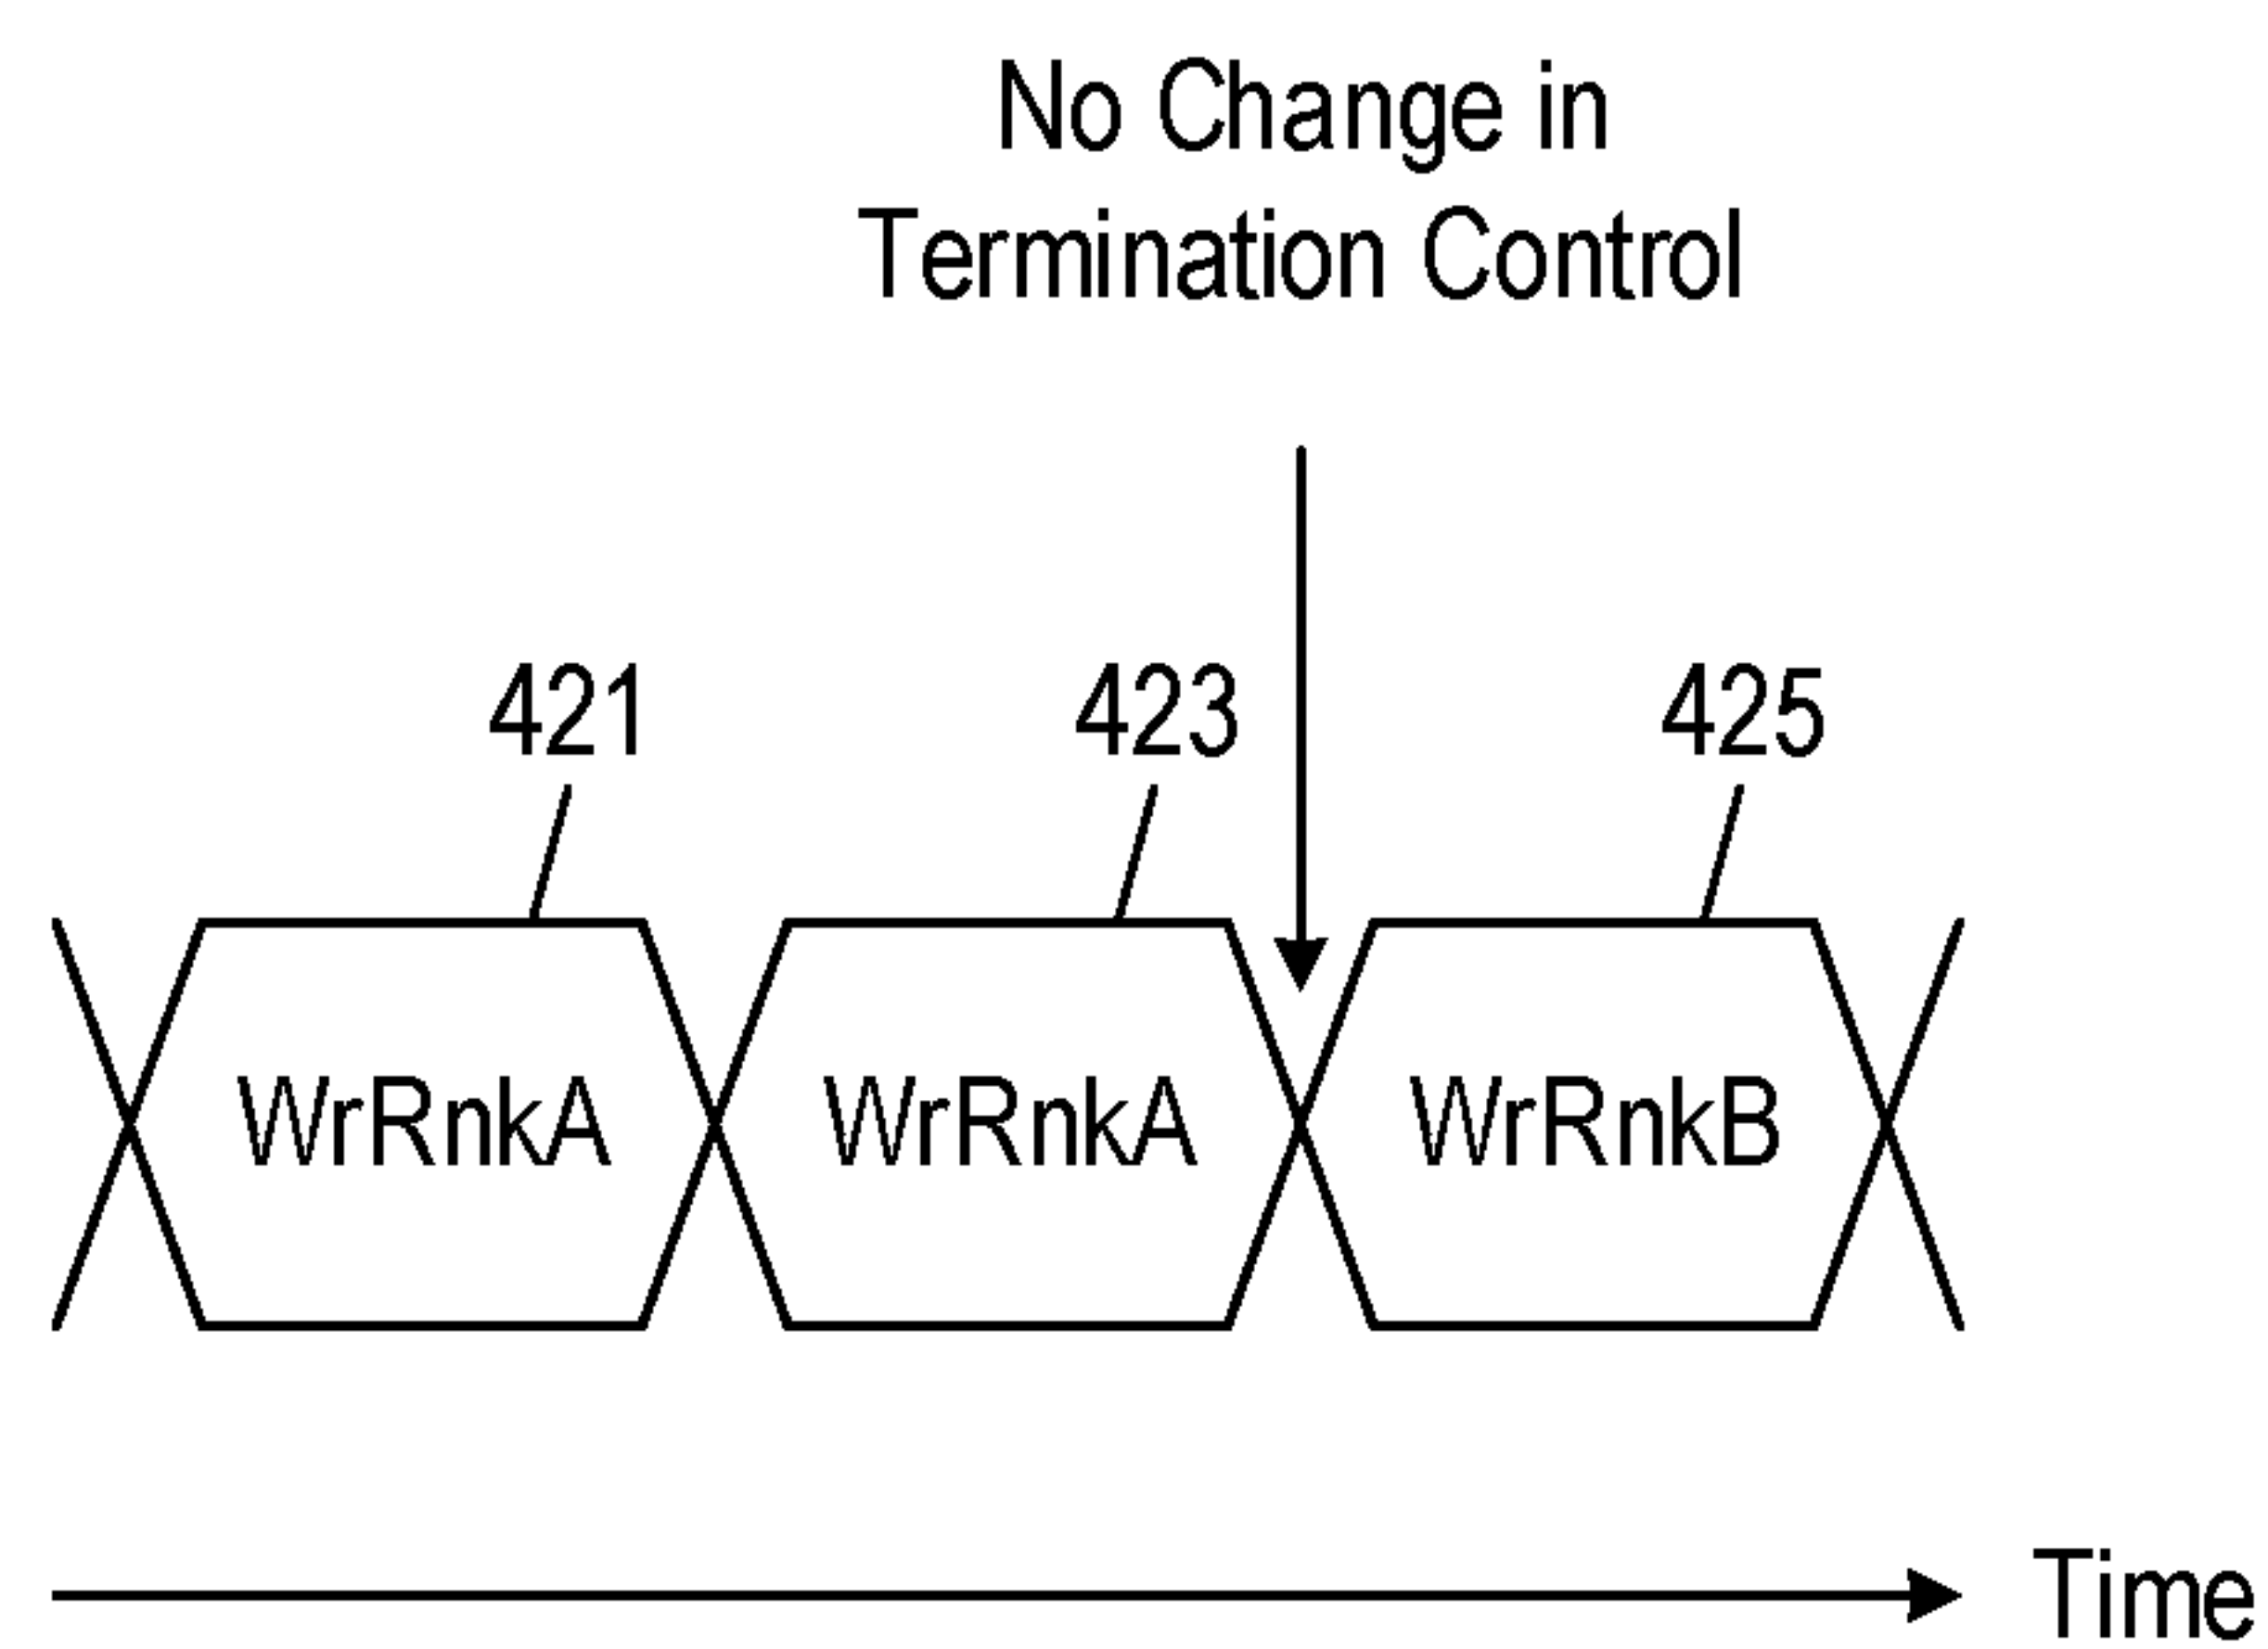 No Change in
Termination Control
421
423
425
WrRnkA
WrRnkA
WrRnkB
Time